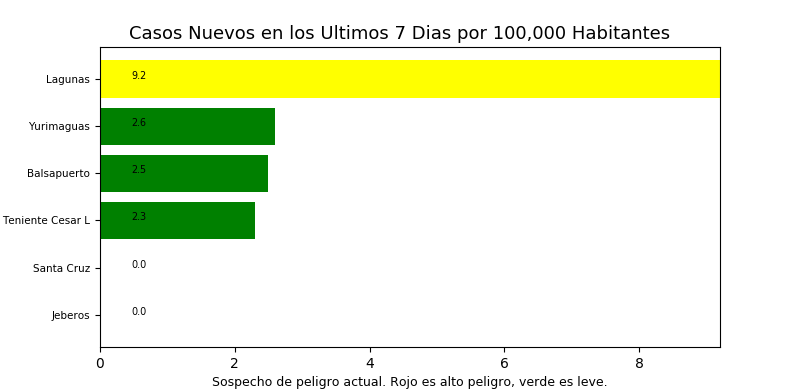 Casos Nuevos en los Ultimos 7 Dias por 100,000 Habitantes
Lagunas 9.2
Yurimaguas 2.6
Balsapuerto 2.5
Teniente Cesar L 2.3
Santa Cruz 0.0
Jeberos 0.0
0 2 4 6 8
Sospecho de peligro actual. Rojo es alto peligro, verde es leve.